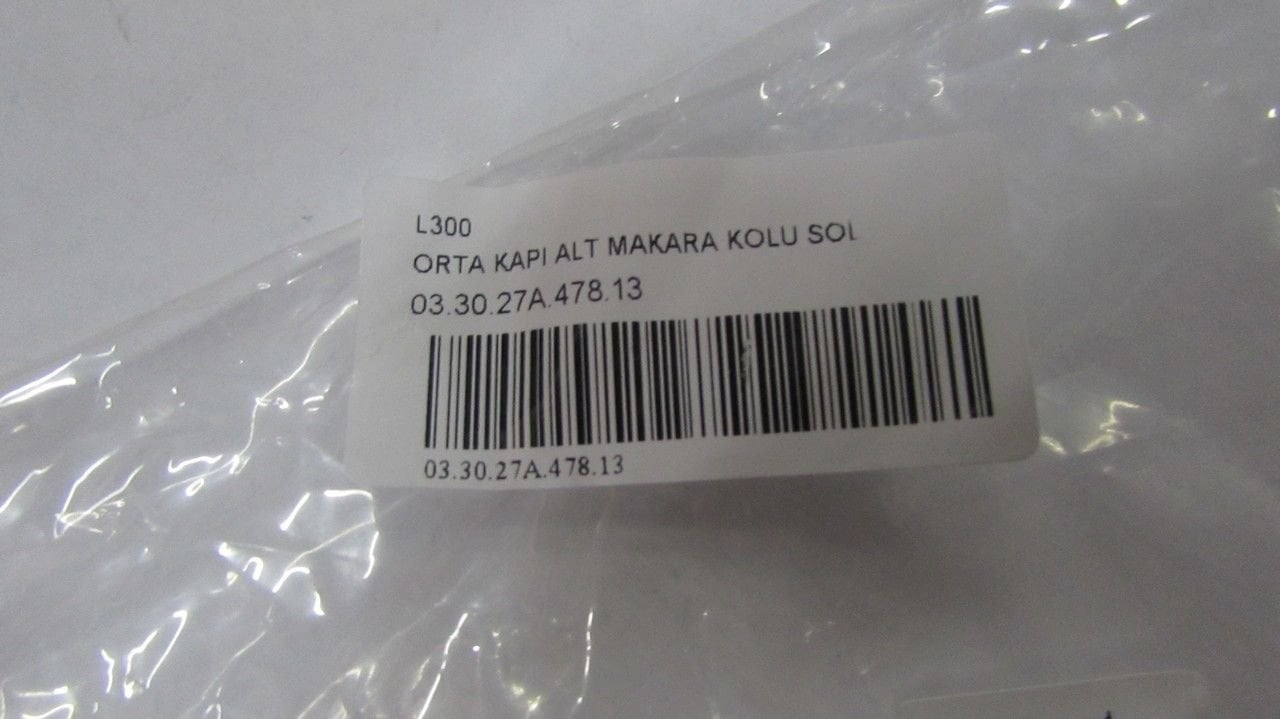 L300
ORTA KAPI ALT MAKARA KOLU SOL
03.30.27A.478.13
03.30.27A.478.13